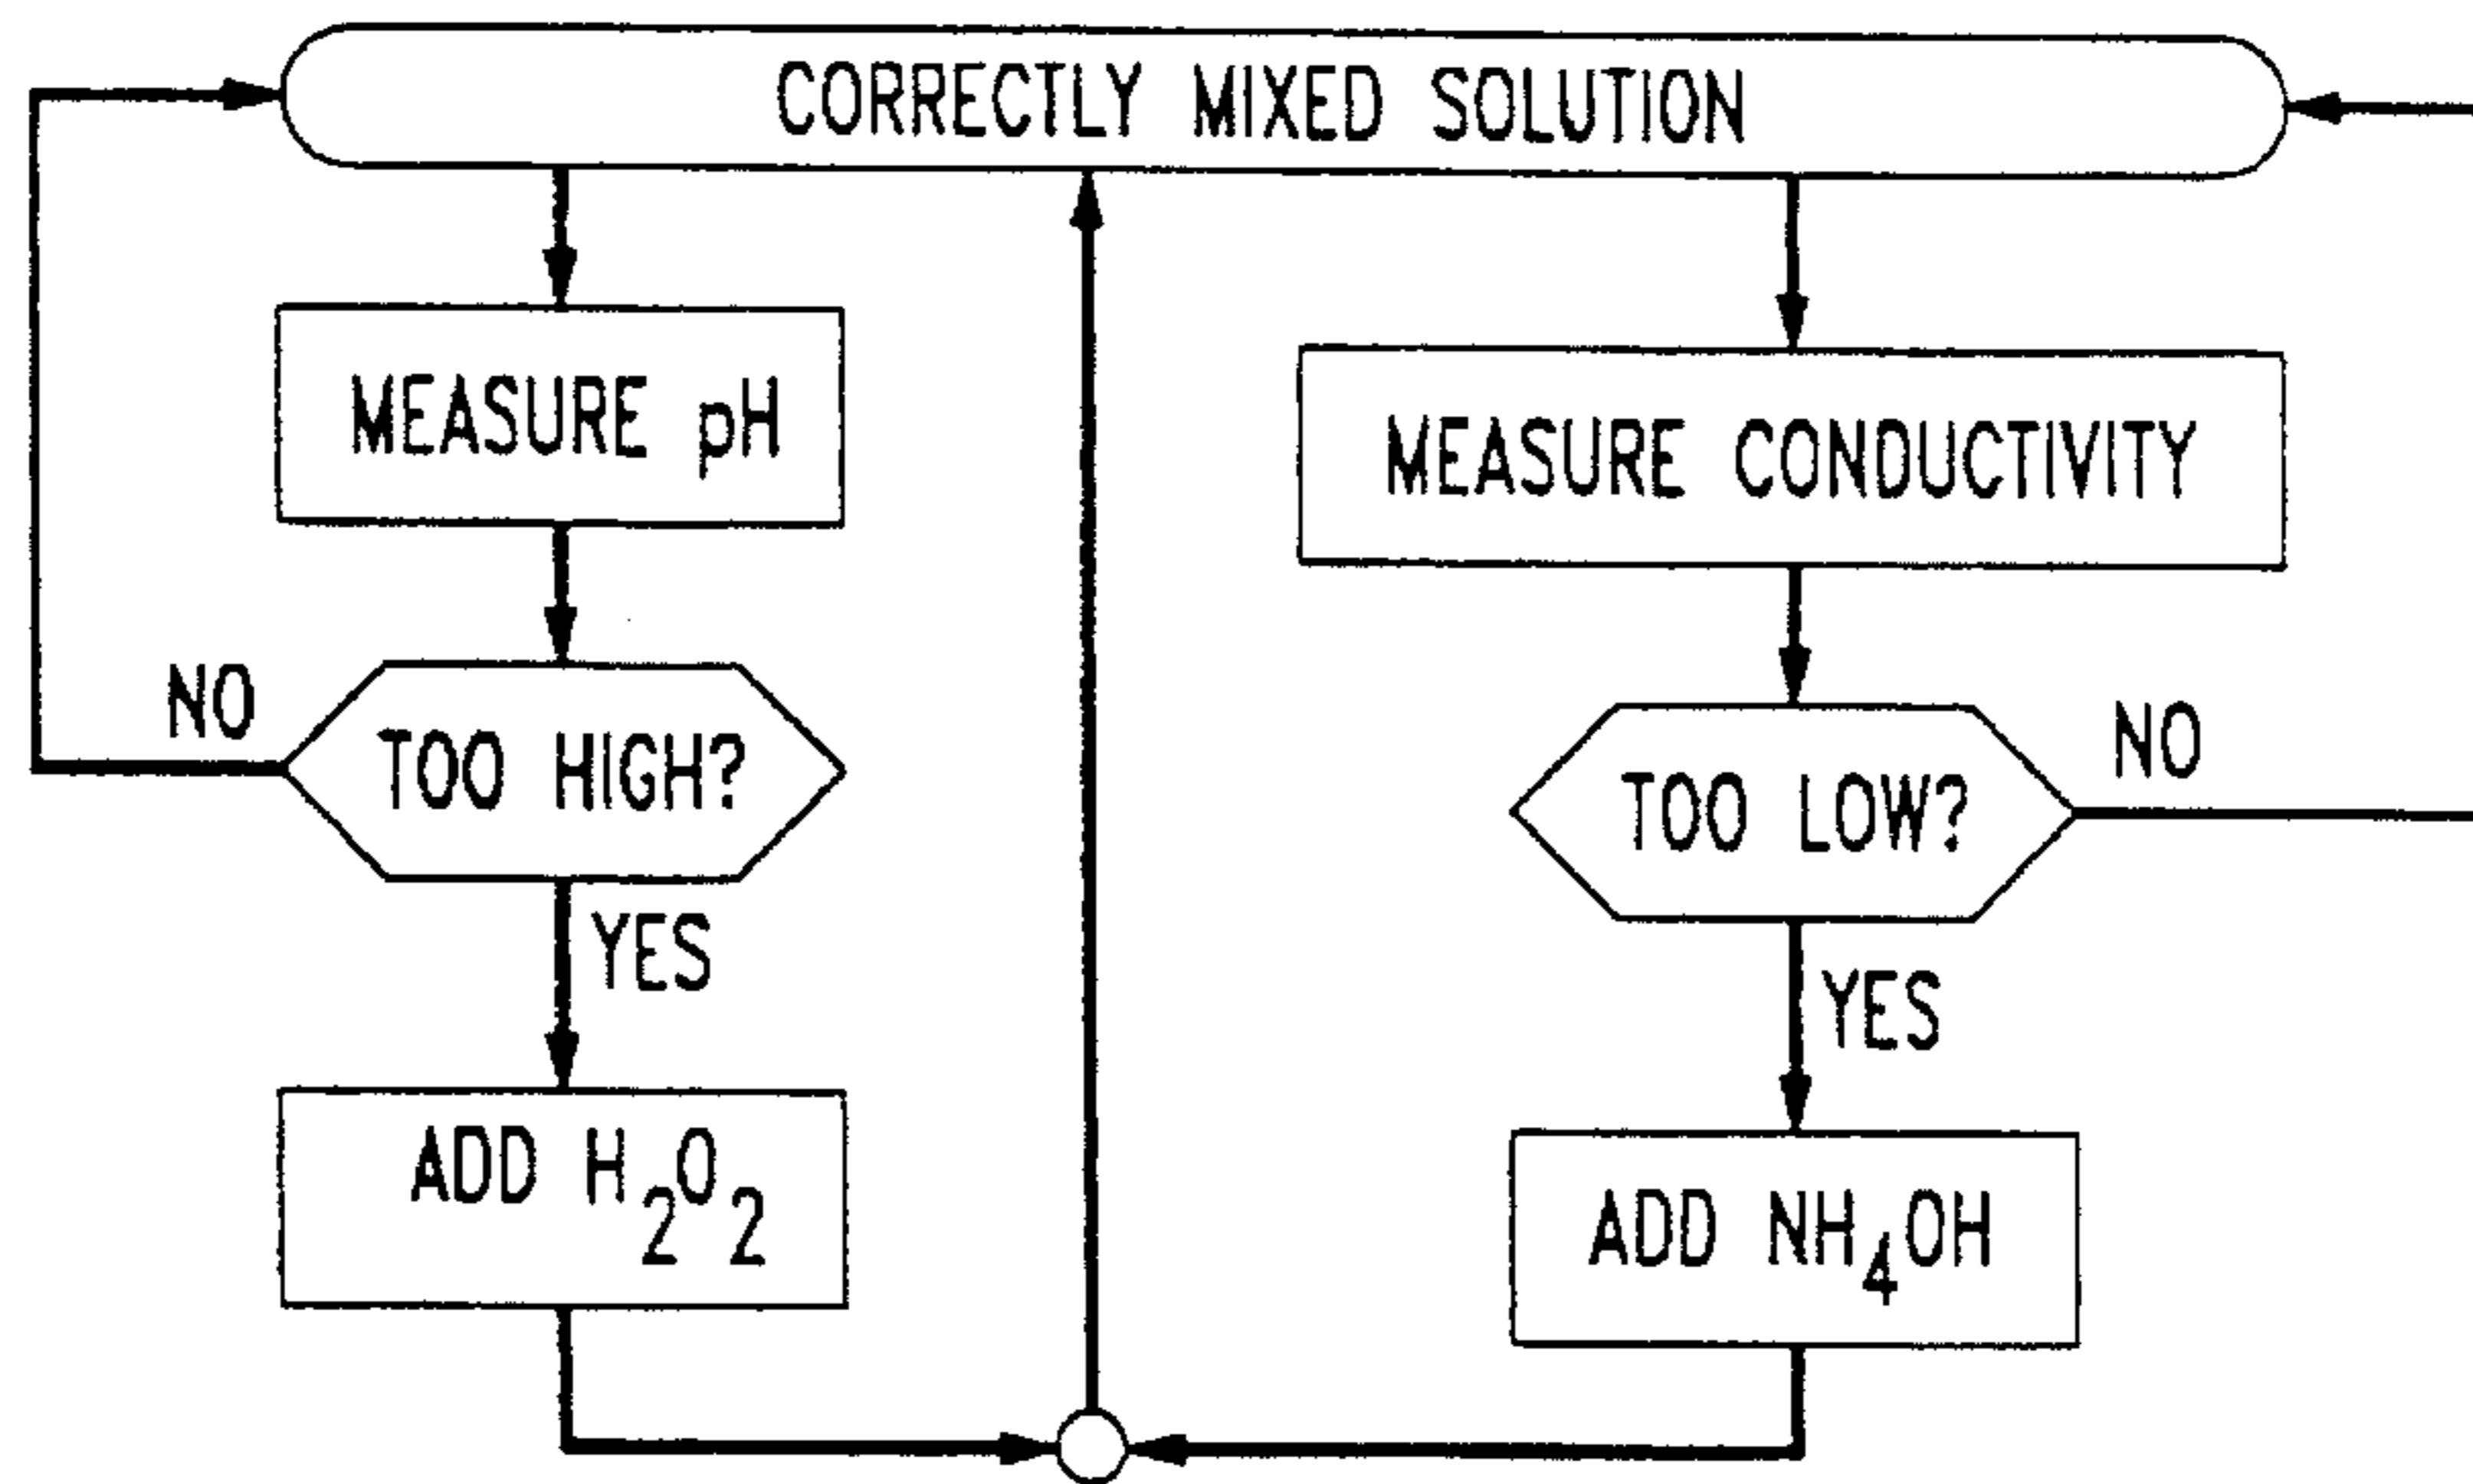 CORRECTLY MIXED SOLUTION
MEASURE pH
MEASURE CONDUCTIVITY
NO
TOO HIGH?
YES
ADD H₂O₂
TOO LOW?
NO
YES
ADD NH₄OH